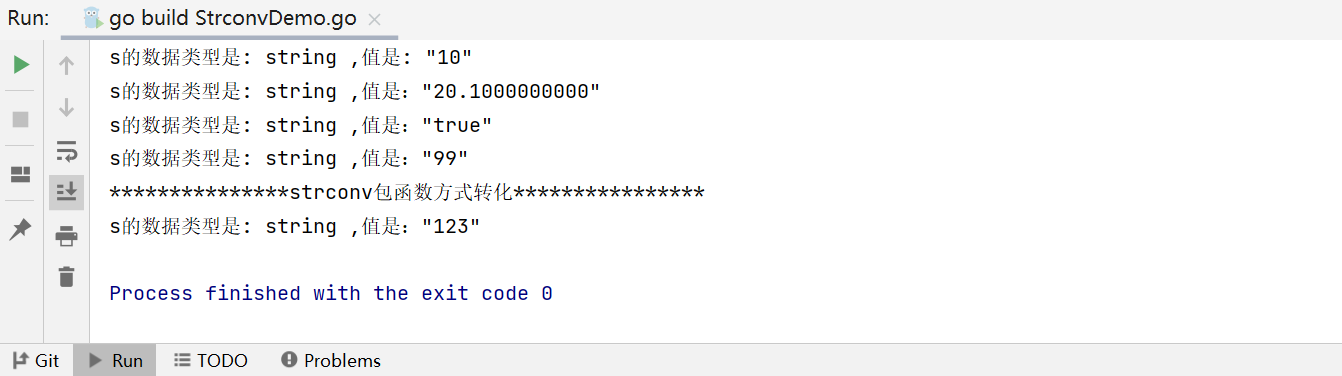 Run: go build StrconvDemo.go
s的数据类型是: string ,值是: "10"
s的数据类型是: string ,值是："20.1000000000"
s的数据类型是: string ,值是："true"
s的数据类型是: string ,值是："99"
***************strconv包函数方式转化****************
s的数据类型是: string ,值是："123"
Process finished with the exit code 0
Git Run TODO Problems